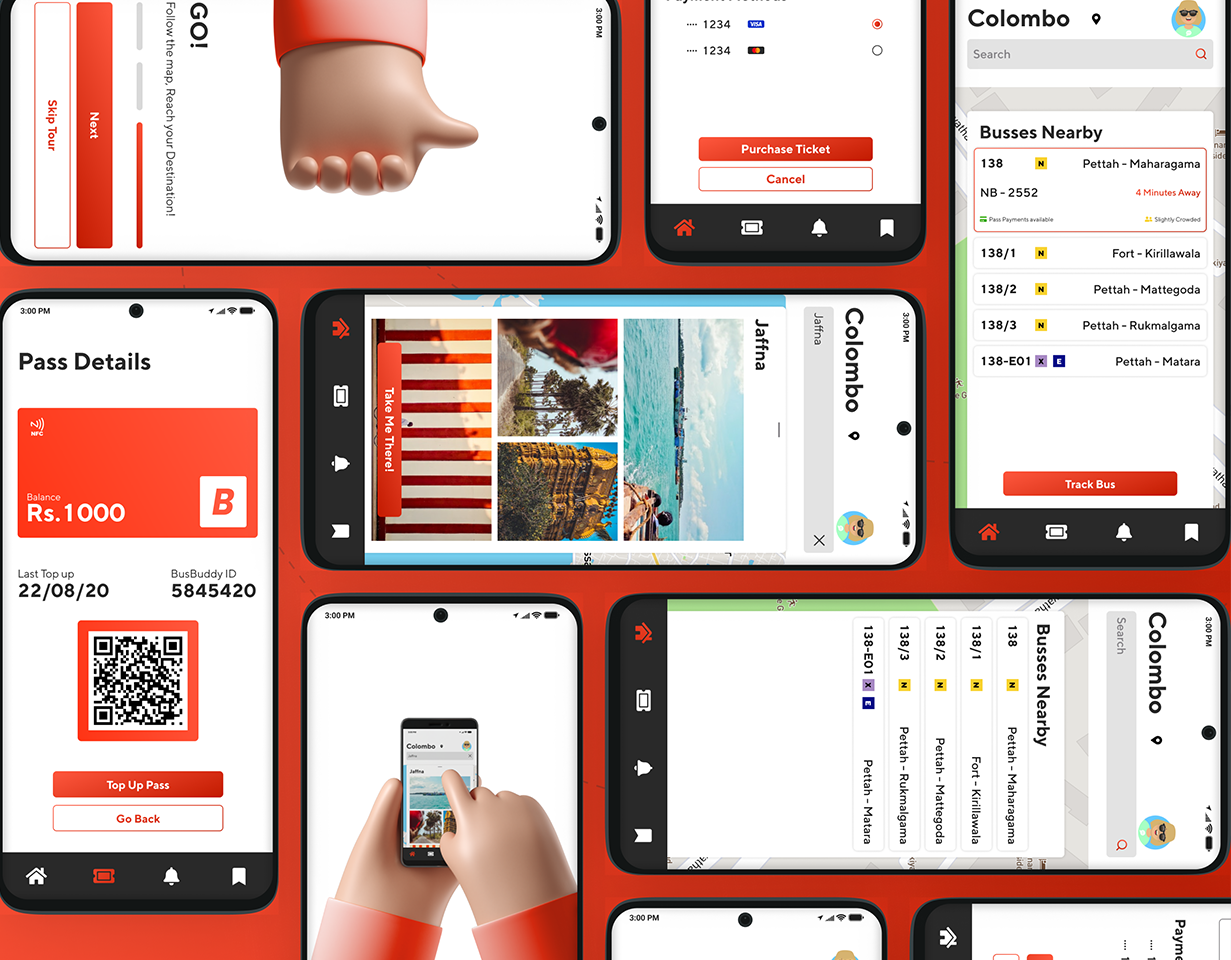 GO!
Follow the map, Reach your Destination!
Next
Skip Tour
3:00 PM
···· 1234 VISA
···· 1234
Purchase Ticket
Cancel
Colombo
Search
Busses Nearby
138 N Pettah - Maharagama
NB - 2552 4 Minutes Away
Pass Payments available Slightly Crowded
138/1 N Fort - Kirillawala
138/2 N Pettah - Mattegoda
138/3 N Pettah - Rukmalgama
138-E01 X E Pettah - Matara
Track Bus
3:00 PM
Pass Details
NFC
Balance
Rs.1000
B
Last Top up BusBuddy ID
22/08/20 5845420
Top Up Pass
Go Back
3:00 PM
Colombo
Jaffna
Jaffna
Take Me There!
3:00 PM
Colombo
Jaffna
3:00 PM
Colombo
Search
Busses Nearby
138 N Pettah - Maharagama
138/1 N Fort - Kirillawala
138/2 N Pettah - Mattegoda
138/3 N Pettah - Rukmalgama
138-E01 X E Pettah - Matara
3:00 PM